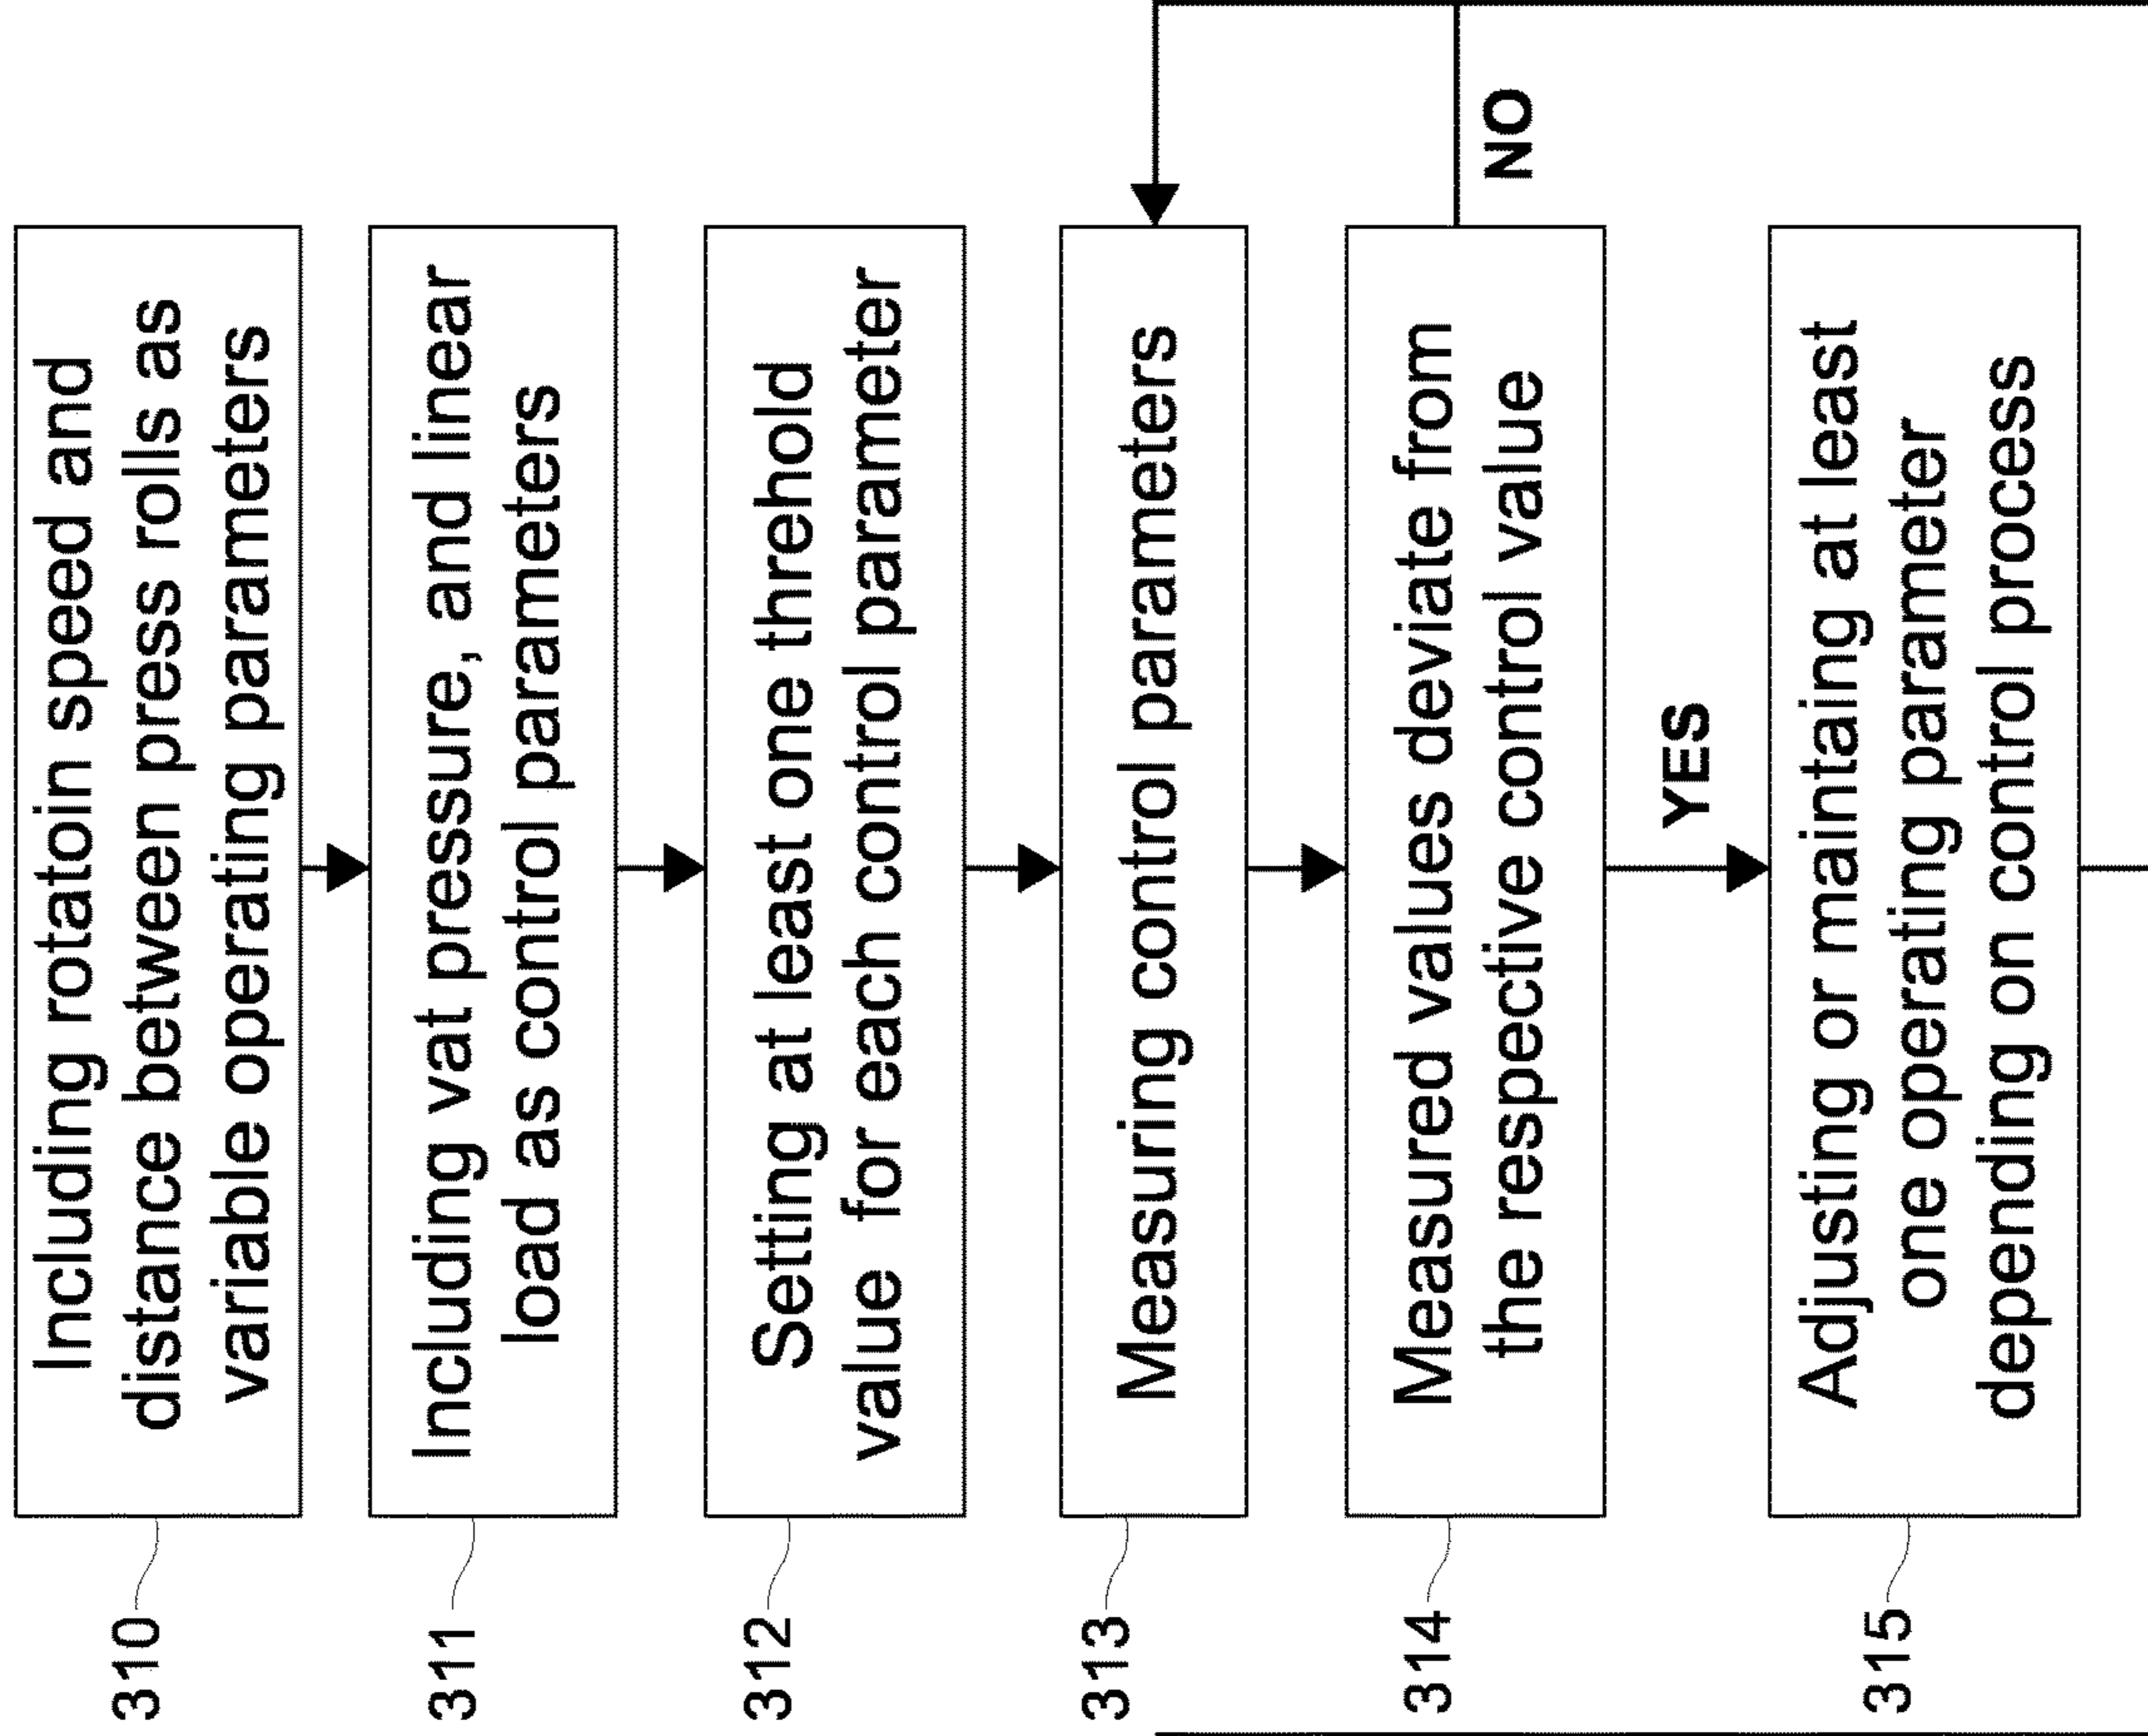 310
Including rotatoin speed and
distance between press rolls as
variable operating parameters
311
Including vat pressure, and linear
load as control parameters
312
Setting at least one threhold
value for each control parameter
313
Measuring control parameters
314
Measured values deviate from
the respective control value
NO
YES
315
Adjusting or maintaing at least
one operating parameter
depending on control process